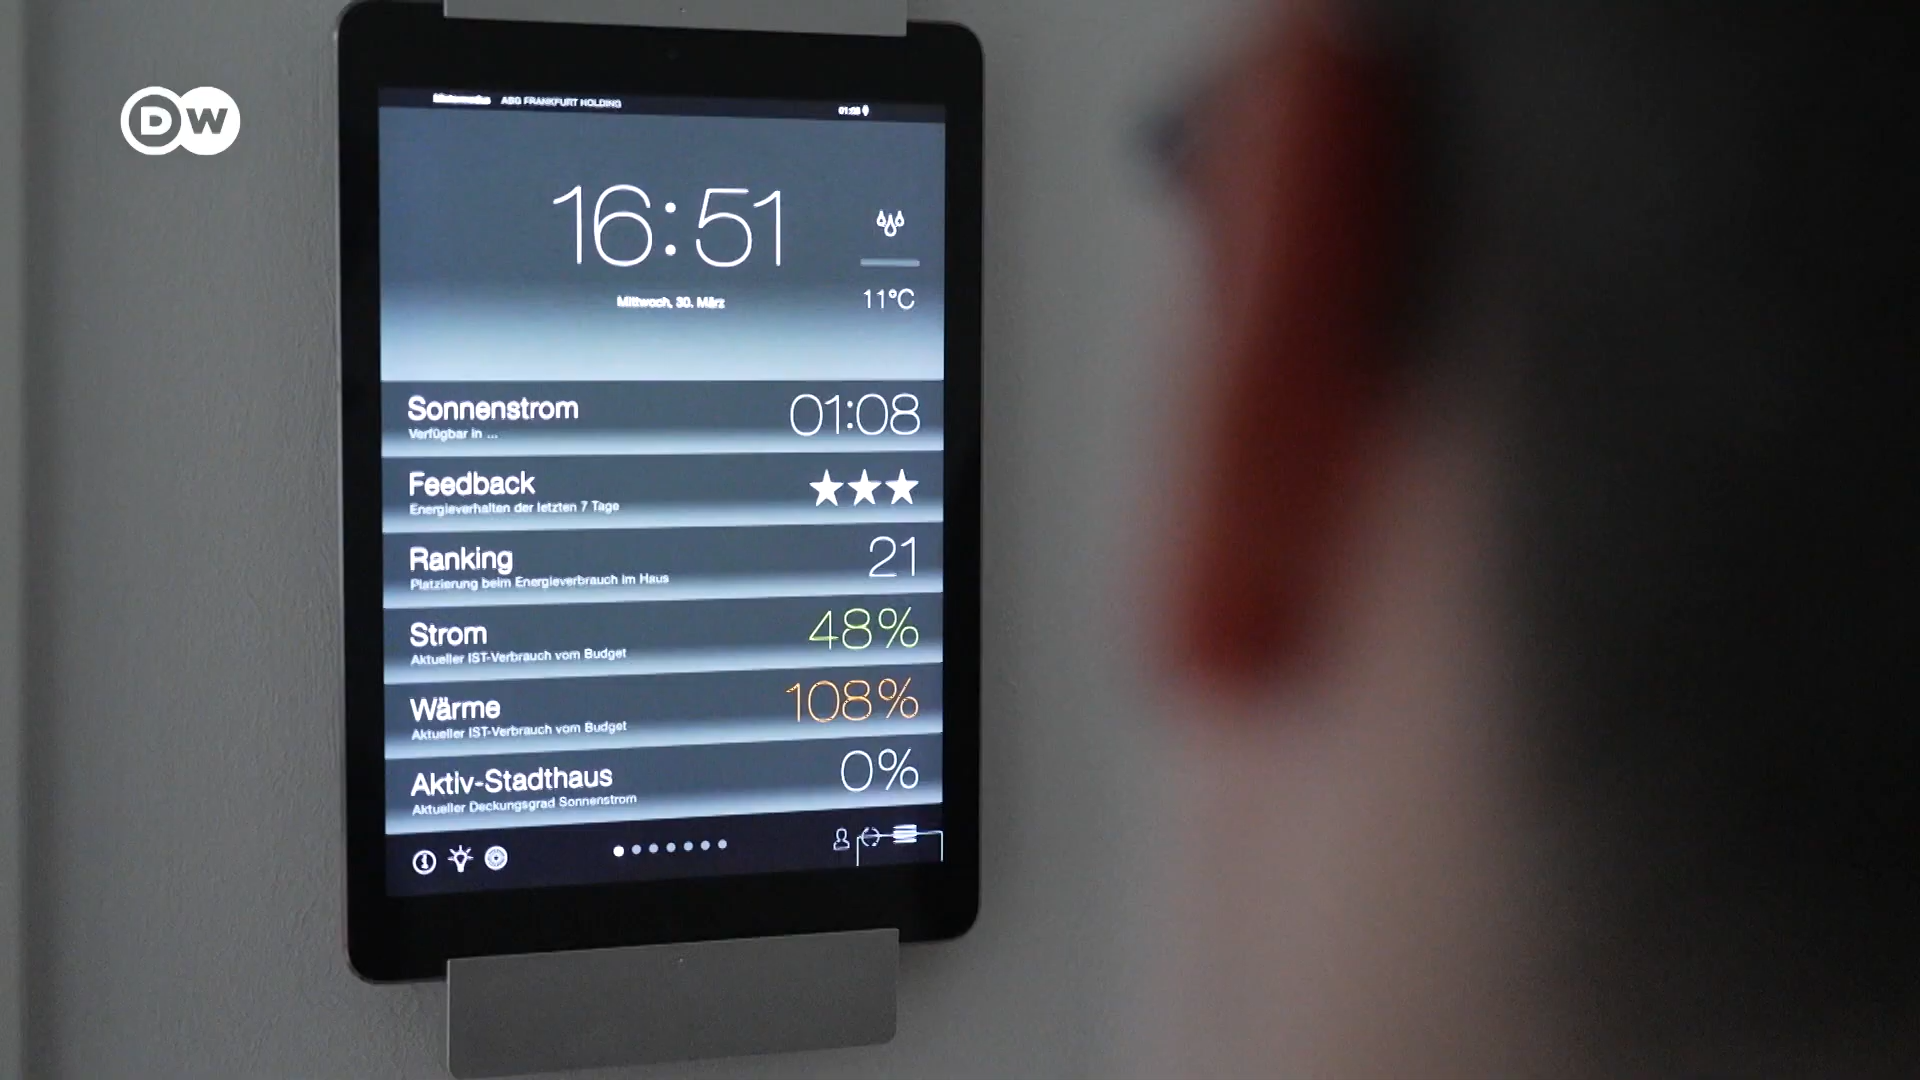 DW
ABG FRANKFURT HOLDING
01:08
16:51
Mittwoch, 30. März
11°C
Sonnenstrom
Verfügbar in ...
01:08
Feedback
Energieverhalten der letzten 7 Tage
Ranking
Platzierung beim Energieverbrauch im Haus
21
Strom
Aktueller IST-Verbrauch vom Budget
48%
Wärme
Aktueller IST-Verbrauch vom Budget
108%
Aktiv-Stadthaus
Aktueller Deckungsgrad Sonnenstrom
0%